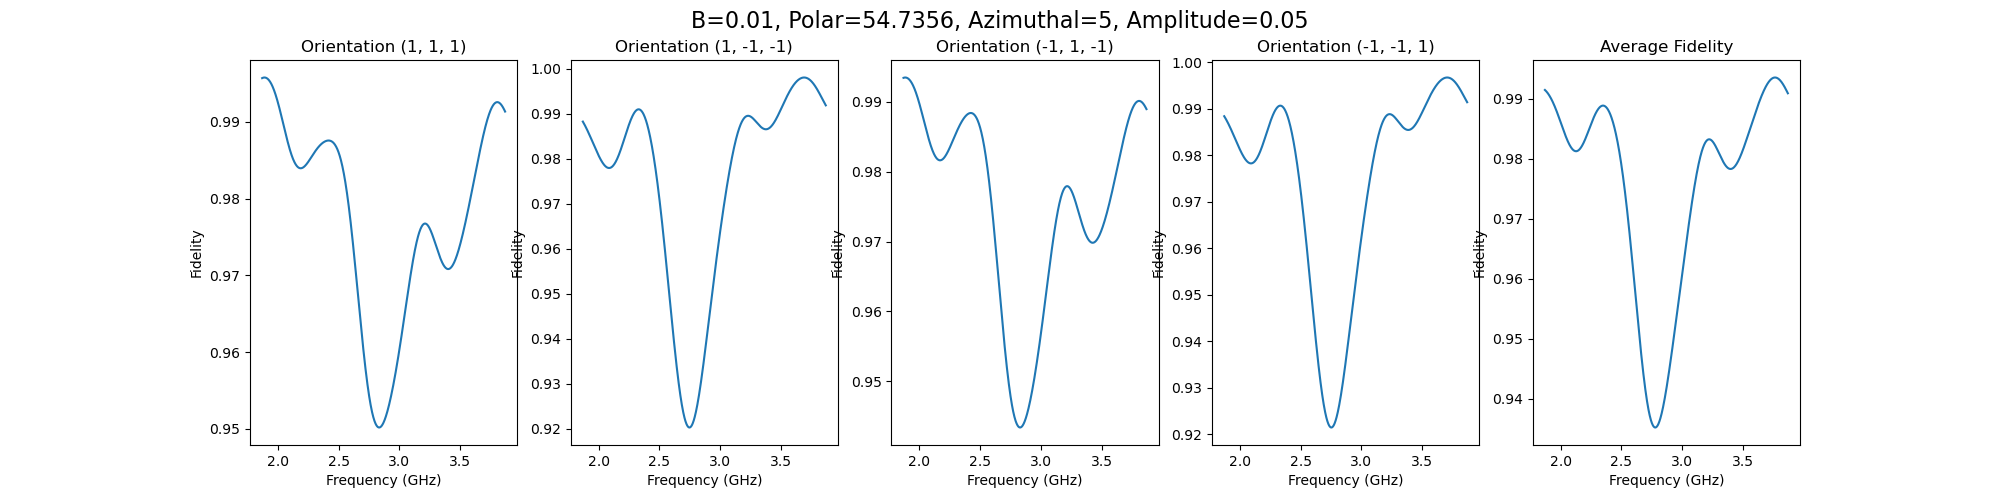 B=0.01, Polar=54.7356, Azimuthal=5, Amplitude=0.05
Orientation (1, 1, 1)
Fidelity
0.99
0.98
0.97
0.96
0.95
2.0 2.5 3.0 3.5
Frequency (GHz)
Orientation (1, -1, -1)
Fidelity
1.00
0.99
0.98
0.97
0.96
0.95
0.94
0.93
0.92
2.0 2.5 3.0 3.5
Frequency (GHz)
Orientation (-1, 1, -1)
Fidelity
0.99
0.98
0.97
0.96
0.95
2.0 2.5 3.0 3.5
Frequency (GHz)
Orientation (-1, -1, 1)
Fidelity
1.00
0.99
0.98
0.97
0.96
0.95
0.94
0.93
0.92
2.0 2.5 3.0 3.5
Frequency (GHz)
Average Fidelity
Fidelity
0.99
0.98
0.97
0.96
0.95
0.94
2.0 2.5 3.0 3.5
Frequency (GHz)